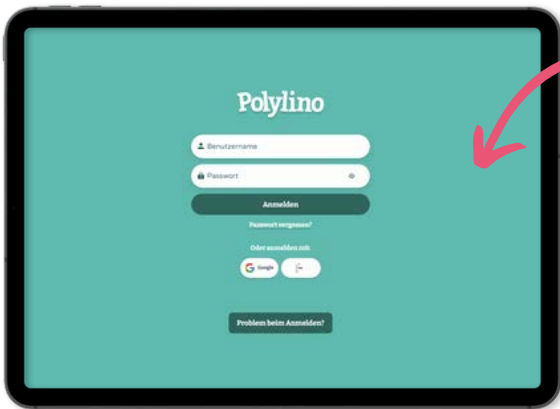 Polylino
Benutzername
Passwort
Anmelden
Passwort vergessen?
Oder anmelden mit:
Google
Problem beim Anmelden?